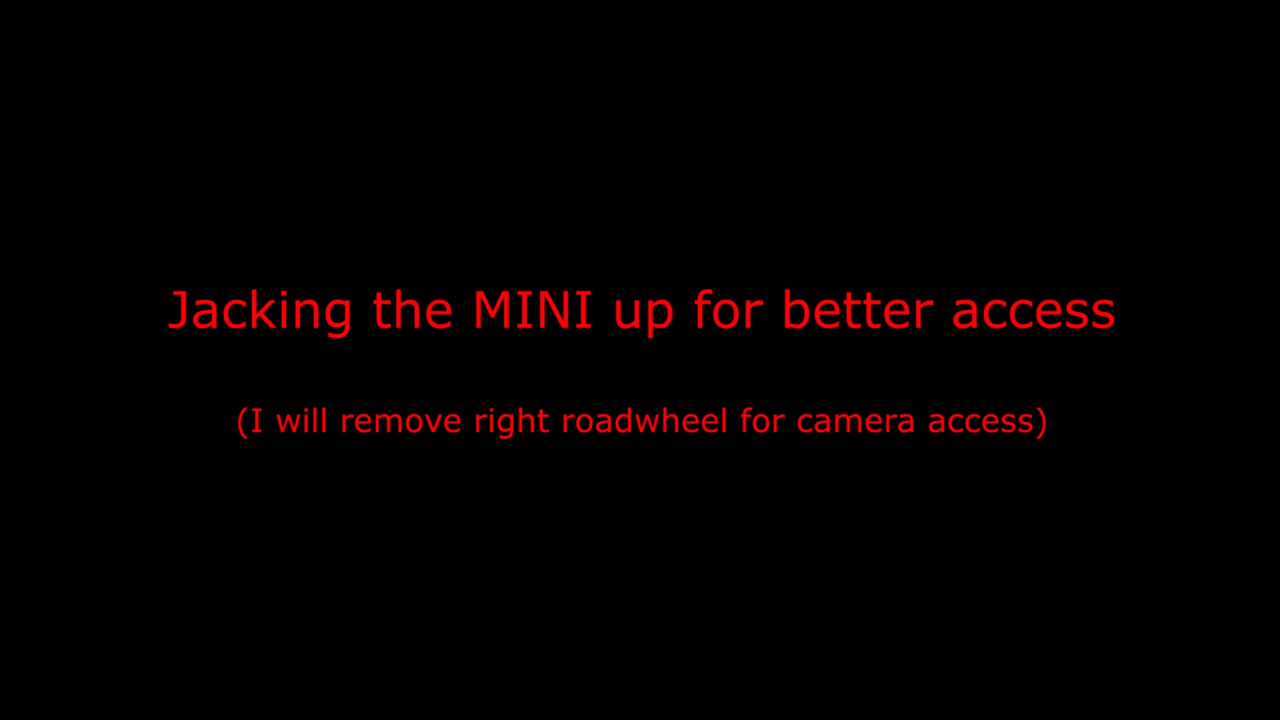 Jacking the MINI up for better access
(I will remove right roadwheel for camera access)